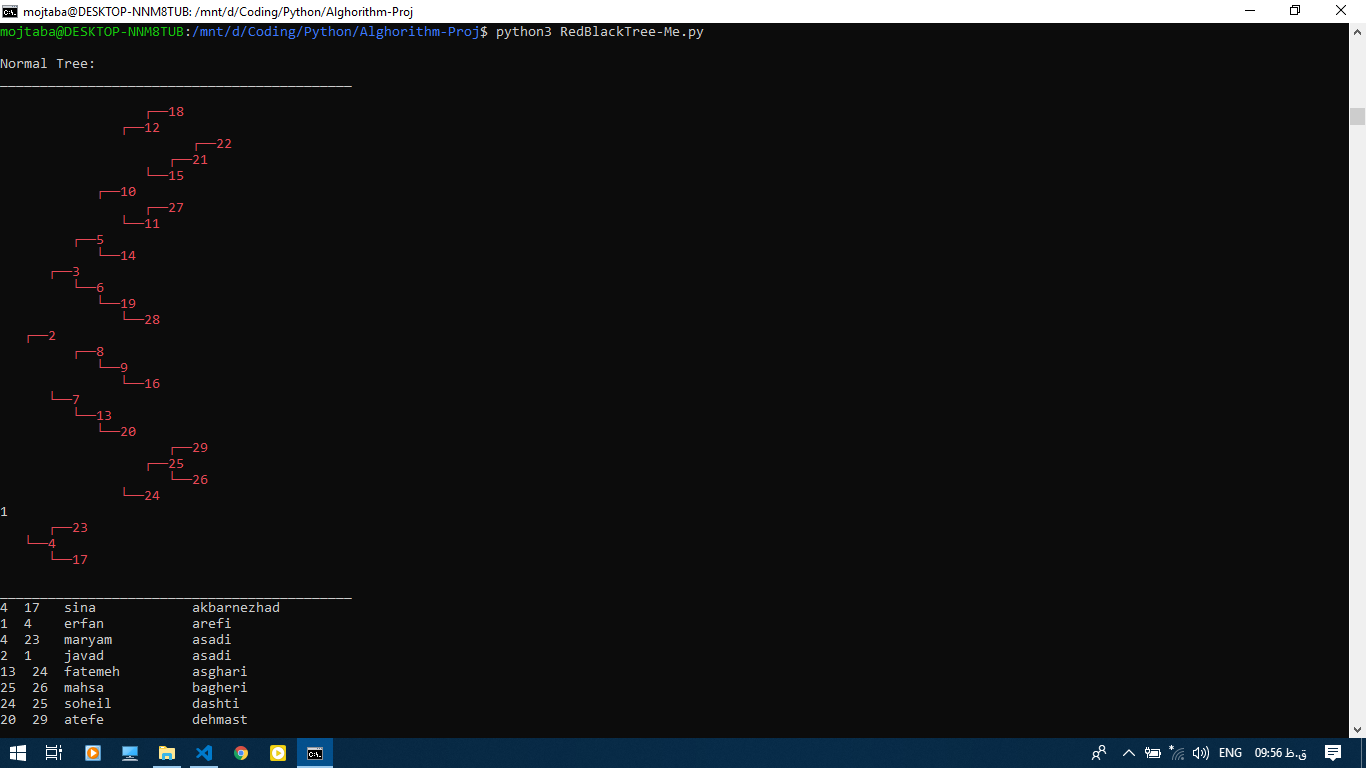 mojtaba@DESKTOP-NNM8TUB: /mnt/d/Coding/Python/Alghorithm-Proj
mojtaba@DESKTOP-NNM8TUB:/mnt/d/Coding/Python/Alghorithm-Proj$ python3 RedBlackTree-Me.py
Normal Tree:
____________________________________________
┌──18
┌──12
┌──22
┌──21
└──15
┌──10
┌──27
└──11
┌──5
└──14
┌──3
└──6
└──19
└──28
┌──2
┌──8
└──9
└──16
└──7
└──13
└──20
┌──29
┌──25
└──26
└──24
1
┌──23
└──4
└──17
____________________________________________
4 17 sina akbarnezhad
1 4 erfan arefi
4 23 maryam asadi
2 1 javad asadi
13 24 fatemeh asghari
25 26 mahsa bagheri
24 25 soheil dashti
20 29 atefe dehmast
ENG 09:56 ق.ظ